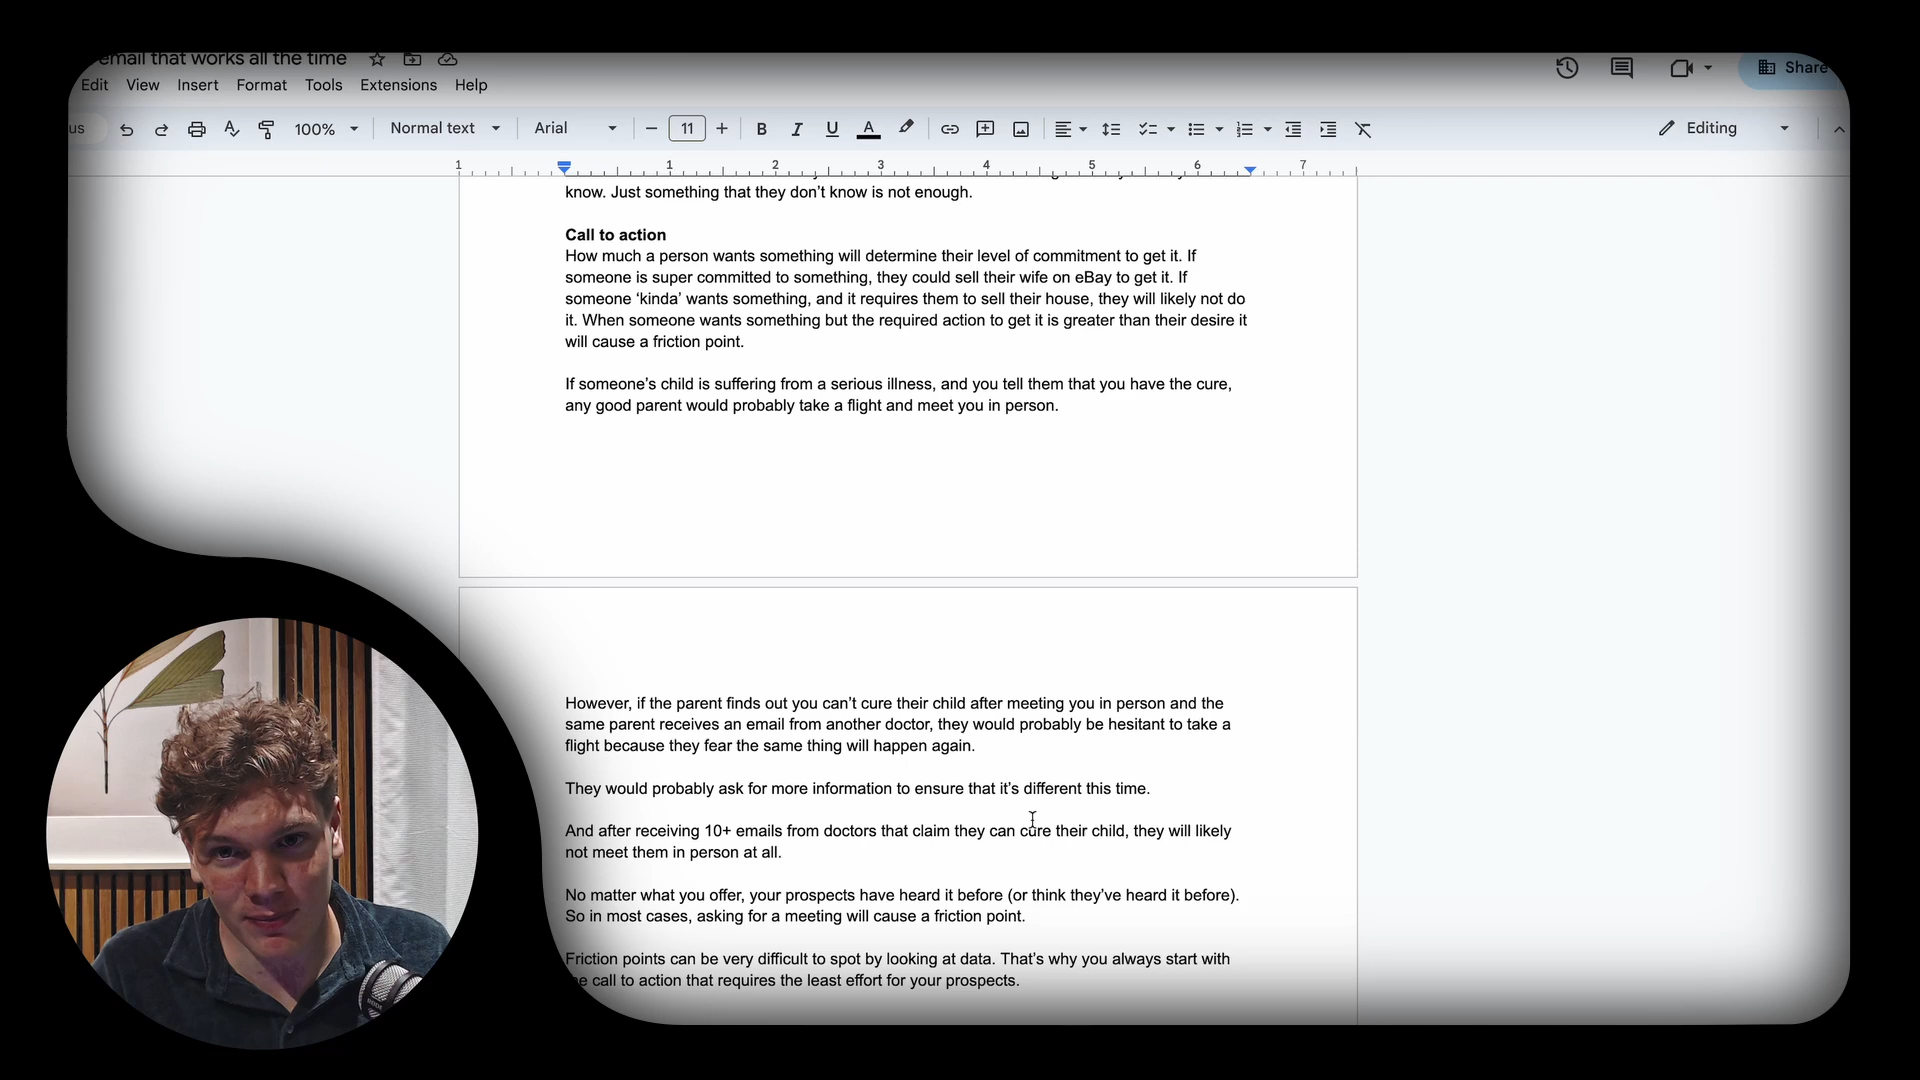 email that works all the time
Edit View Insert Format Tools Extensions Help
Share
us 100% Normal text Arial 11 B I U A Editing
1 1 2 3 4 5 6 7
know. Just something that they don’t know is not enough.
Call to action
How much a person wants something will determine their level of commitment to get it. If
someone is super committed to something, they could sell their wife on eBay to get it. If
someone ‘kinda’ wants something, and it requires them to sell their house, they will likely not do
it. When someone wants something but the required action to get it is greater than their desire it
will cause a friction point.
If someone’s child is suffering from a serious illness, and you tell them that you have the cure,
any good parent would probably take a flight and meet you in person.
However, if the parent finds out you can’t cure their child after meeting you in person and the
same parent receives an email from another doctor, they would probably be hesitant to take a
flight because they fear the same thing will happen again.
They would probably ask for more information to ensure that it’s different this time.
And after receiving 10+ emails from doctors that claim they can cure their child, they will likely
not meet them in person at all.
No matter what you offer, your prospects have heard it before (or think they’ve heard it before).
So in most cases, asking for a meeting will cause a friction point.
Friction points can be very difficult to spot by looking at data. That’s why you always start with
call to action that requires the least effort for your prospects.